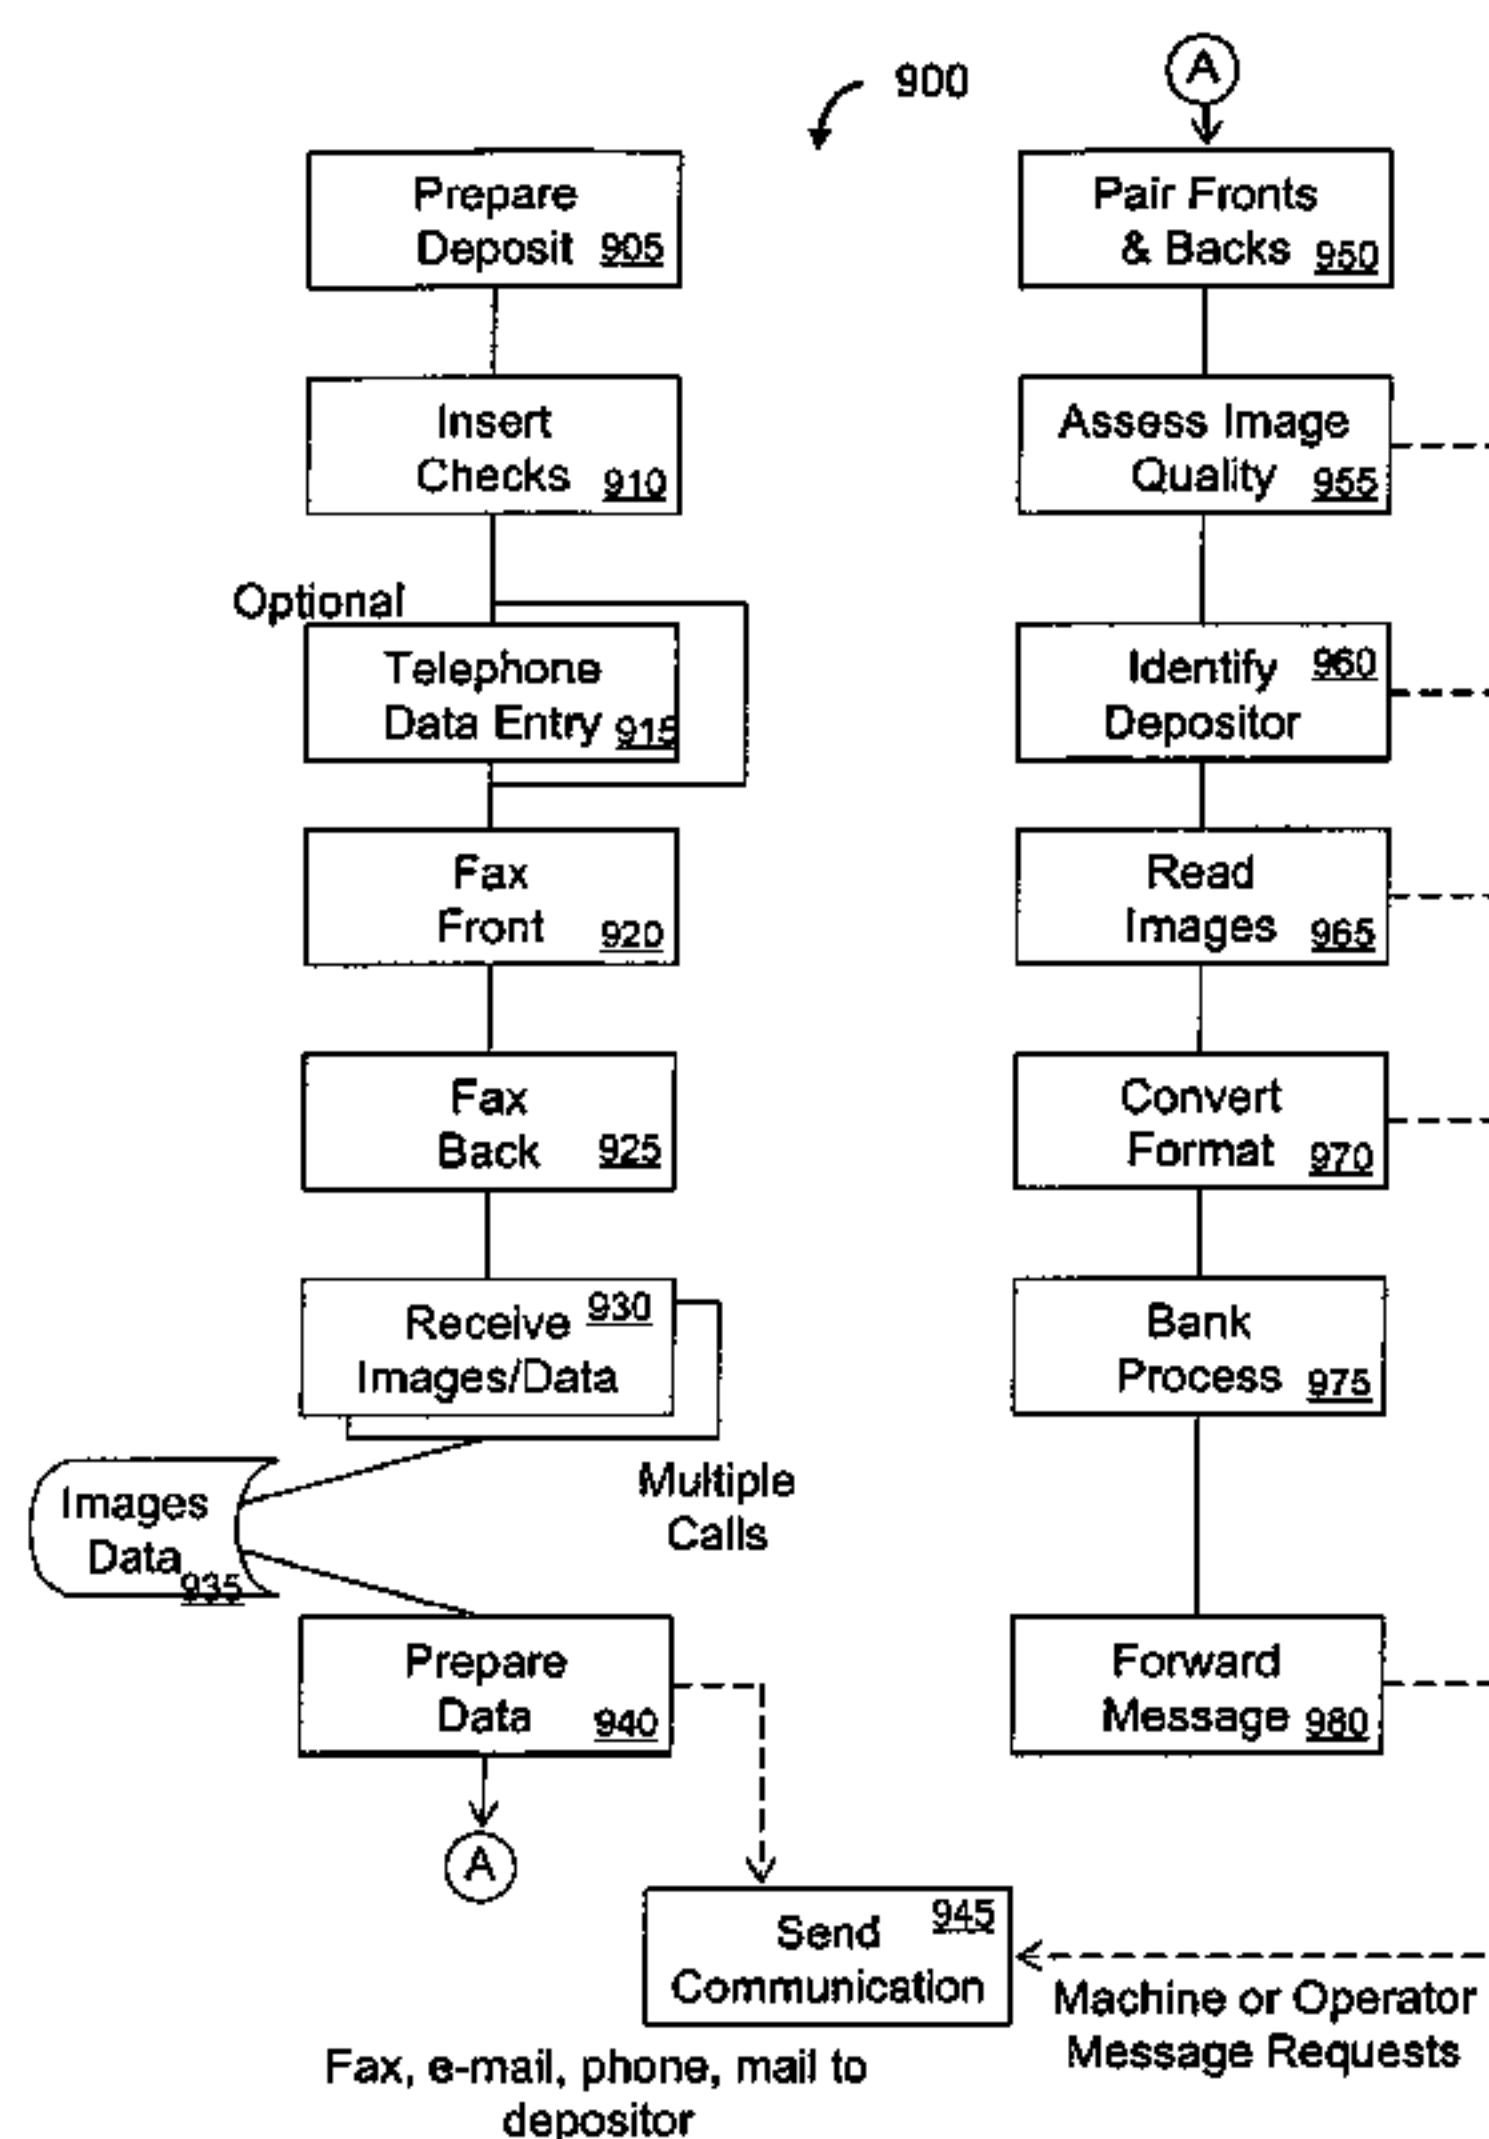 900
Prepare
Deposit 905
Insert
Checks 910
Optional
Telephone
Data Entry 915
Fax
Front 920
Fax
Back 925
Receive 930
Images/Data
Multiple
Calls
Images
Data 935
Prepare
Data 940
A
Send 945
Communication
Fax, e-mail, phone, mail to
depositor
A
Pair Fronts
& Backs 950
Assess Image
Quality 955
Identify 960
Depositor
Read
Images 965
Convert
Format 970
Bank
Process 975
Forward
Message 980
Machine or Operator
Message Requests